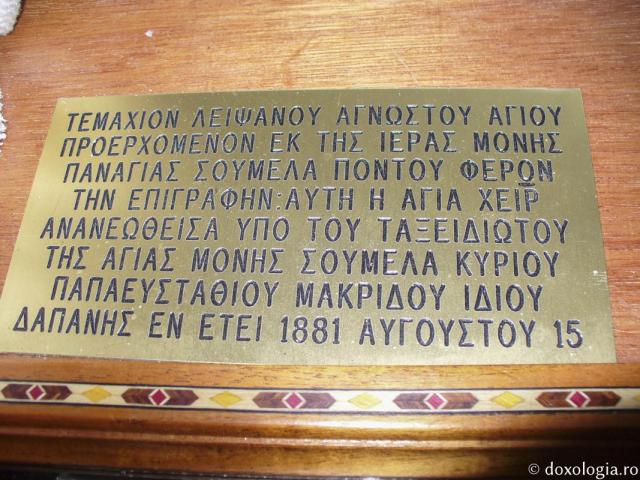 ΤΕΜΑΧΙΟΝ ΛΕΙΨΑΝΟΥ ΑΓΝΩΣΤΟΥ ΑΓΙΟΥ
ΠΡΟΕΡΧΟΜΕΝΟΝ ΕΚ ΤΗΣ ΙΕΡΑΣ ΜΟΝΗΣ
ΠΑΝΑΓΙΑΣ ΣΟΥΜΕΛΑ ΠΟΝΤΟΥ ΦΕΡΟΝ
ΤΗΝ ΕΠΙΓΡΑΦΗΝ:ΑΥΤΗ Η ΑΓΙΑ ΧΕΙΡ
ΑΝΑΝΕΩΘΕΙΣΑ ΥΠΟ ΤΟΥ ΤΑΞΕΙΔΙΩΤΟΥ
ΤΗΣ ΑΓΙΑΣ ΜΟΝΗΣ ΣΟΥΜΕΛΑ ΚΥΡΙΟΥ
ΠΑΠΑΕΥΣΤΑΘΙΟΥ ΜΑΚΡΙΔΟΥ ΙΔΙΟΥ
ΔΑΠΑΝΗΣ ΕΝ ΕΤΕΙ 1881 ΑΥΓΟΥΣΤΟΥ 15
© doxologia.ro